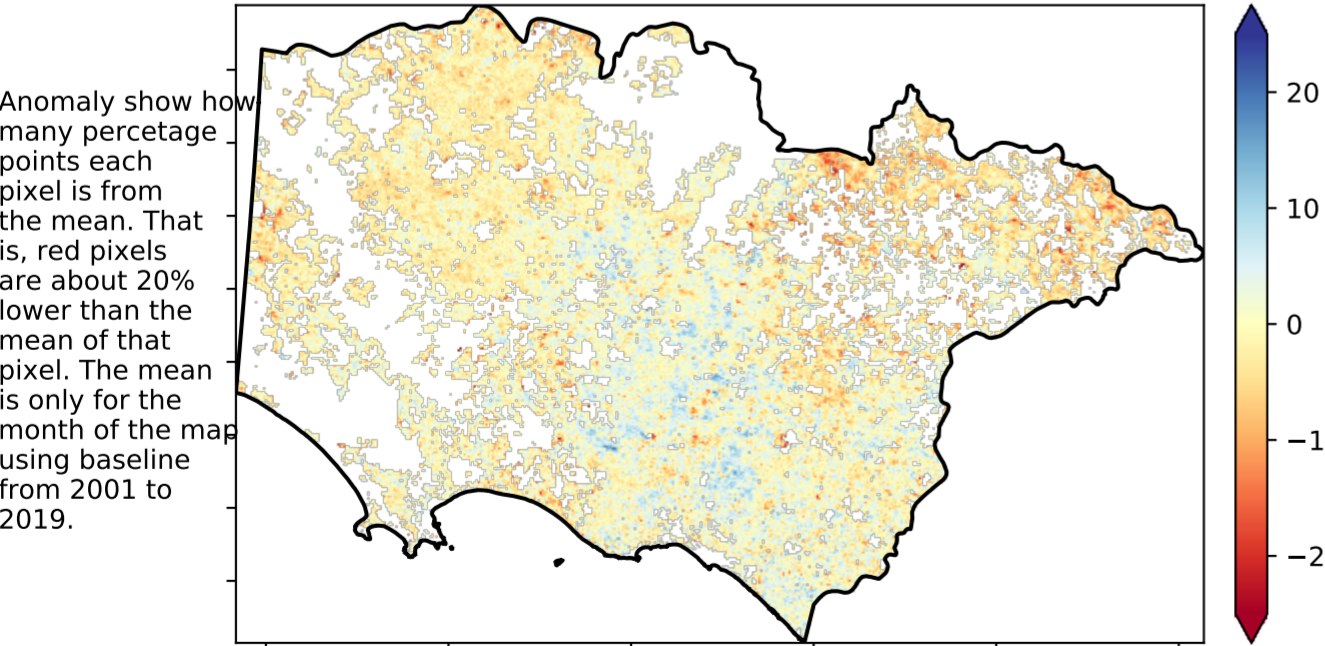 Anomaly show how
many percetage
points each
pixel is from
the mean. That
is, red pixels
are about 20%
lower than the
mean of that
pixel. The mean
is only for the
month of the map
using baseline
from 2001 to
2019.
20
10
0
−1
−2